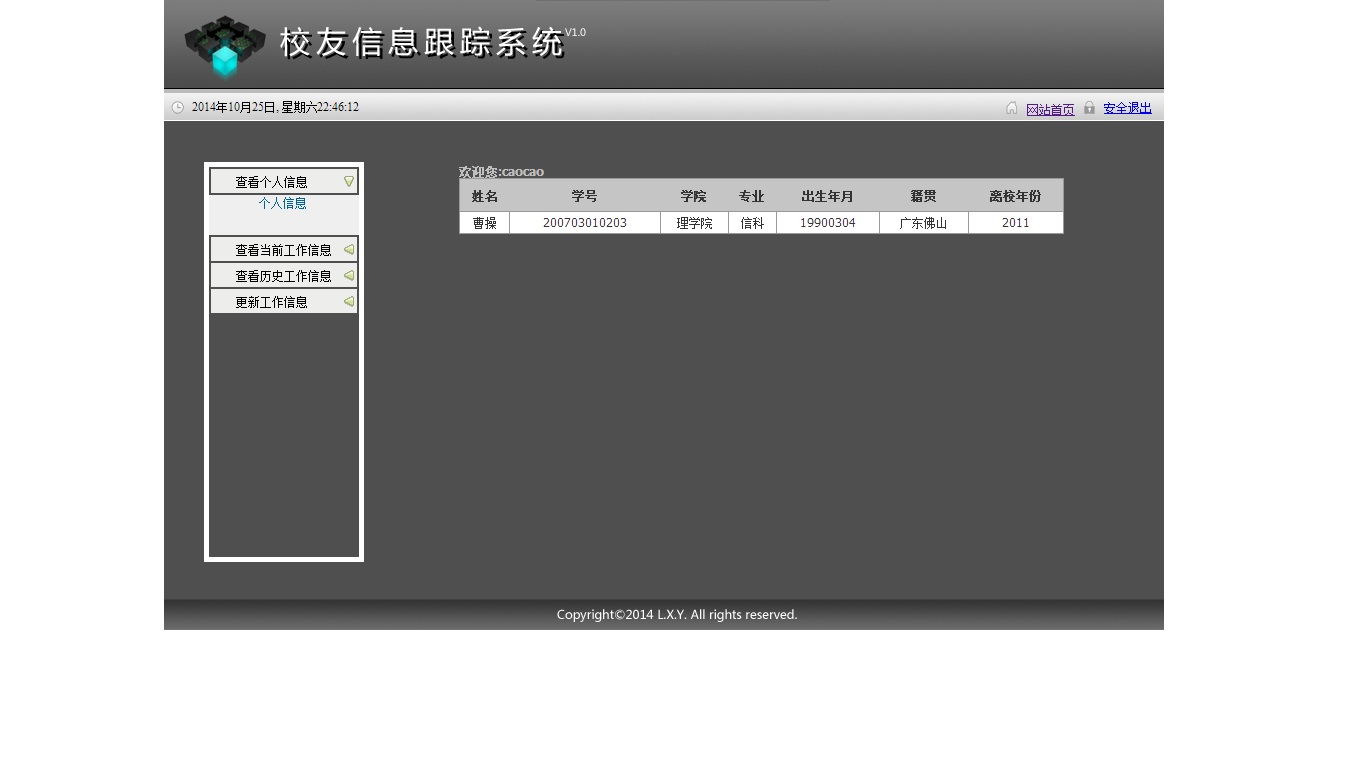 校友信息跟踪系统V1.0
2014年10月25日, 星期六22:46:12 网站首页 安全退出
查看个人信息
个人信息
查看当前工作信息
查看历史工作信息
更新工作信息
欢迎您:caocao
姓名 学号 学院 专业 出生年月 籍贯 离校年份
曹操 200703010203 理学院 信科 19900304 广东佛山 2011
Copyright©2014 L.X.Y. All rights reserved.